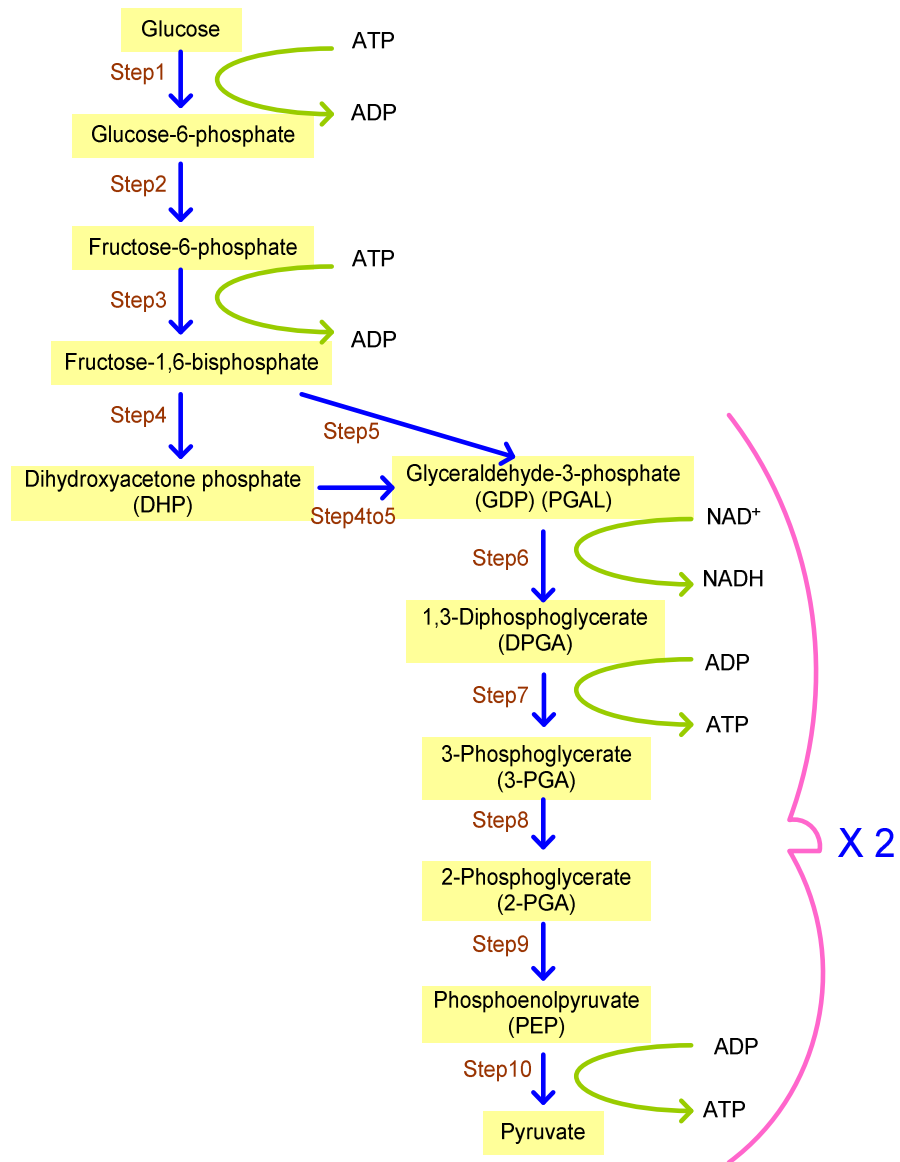 Glucose
ATP
Step1
ADP
Glucose-6-phosphate
Step2
Fructose-6-phosphate
ATP
Step3
ADP
Fructose-1,6-bisphosphate
Step4
Step5
Dihydroxyacetone phosphate
(DHP)
Step4to5
Glyceraldehyde-3-phosphate
(GDP) (PGAL)
NAD⁺
Step6
NADH
1,3-Diphosphoglycerate
(DPGA)
ADP
Step7
ATP
3-Phosphoglycerate
(3-PGA)
Step8
X 2
2-Phosphoglycerate
(2-PGA)
Step9
Phosphoenolpyruvate
(PEP)
ADP
Step10
ATP
Pyruvate